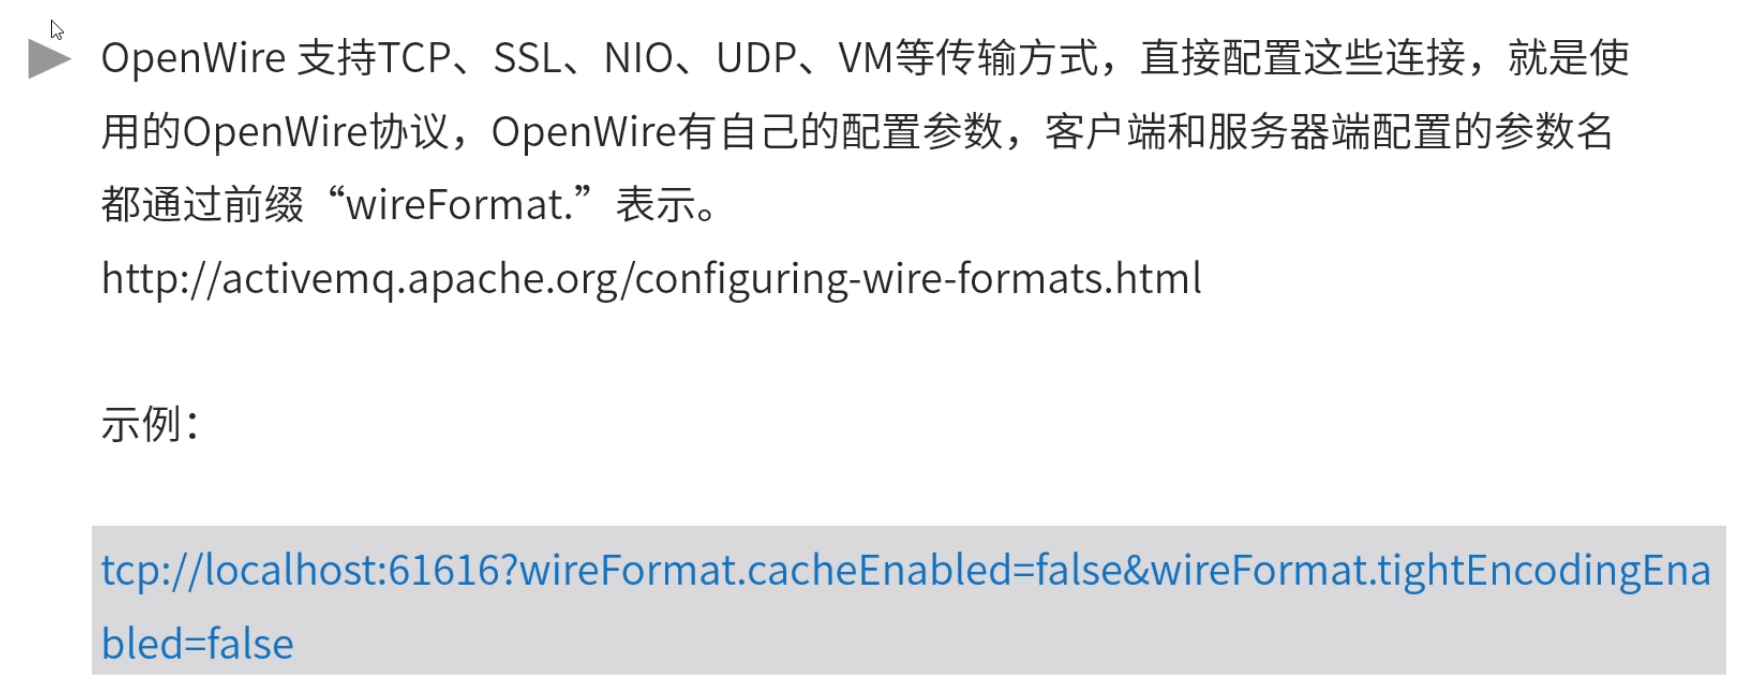 OpenWire 支持TCP、SSL、NIO、UDP、VM等传输方式，直接配置这些连接，就是使
用的OpenWire协议，OpenWire有自己的配置参数，客户端和服务器端配置的参数名
都通过前缀“wireFormat.”表示。
http://activemq.apache.org/configuring-wire-formats.html
示例：
tcp://localhost:61616?wireFormat.cacheEnabled=false&wireFormat.tightEncodingEna
bled=false